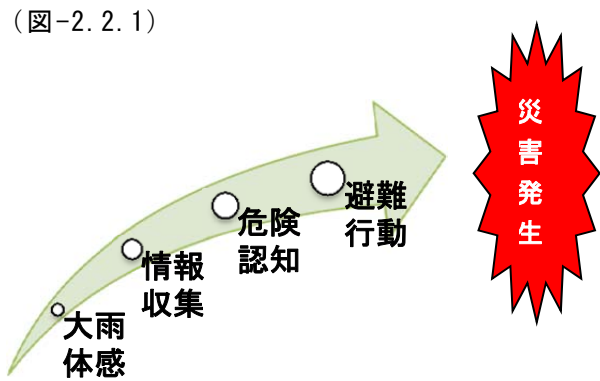 (図-2.2.1)
大雨
体感
情報
収集
危険
認知
避難
行動
災害発生